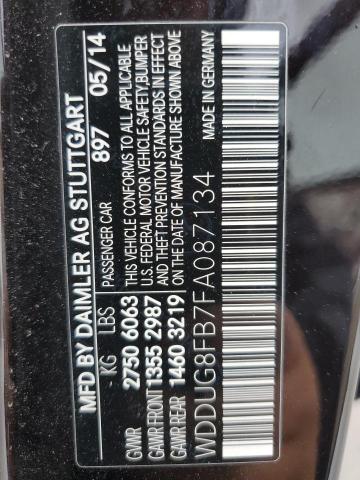 MFD BY DAIMLER AG STUTTGART
897 05/14
PASSENGER CAR
THIS VEHICLE CONFORMS TO ALL APPLICABLE
U.S. FEDERAL MOTOR VEHICLE SAFETY, BUMPER
AND THEFT PREVENTION STANDARDS IN EFFECT
ON THE DATE OF MANUFACTURE SHOWN ABOVE
MADE IN GERMANY
KG LBS
GVWR 2750 6063
GAWR FRONT 1355 2987
GAWR REAR 1460 3219
WDDUG8FB7FA087134